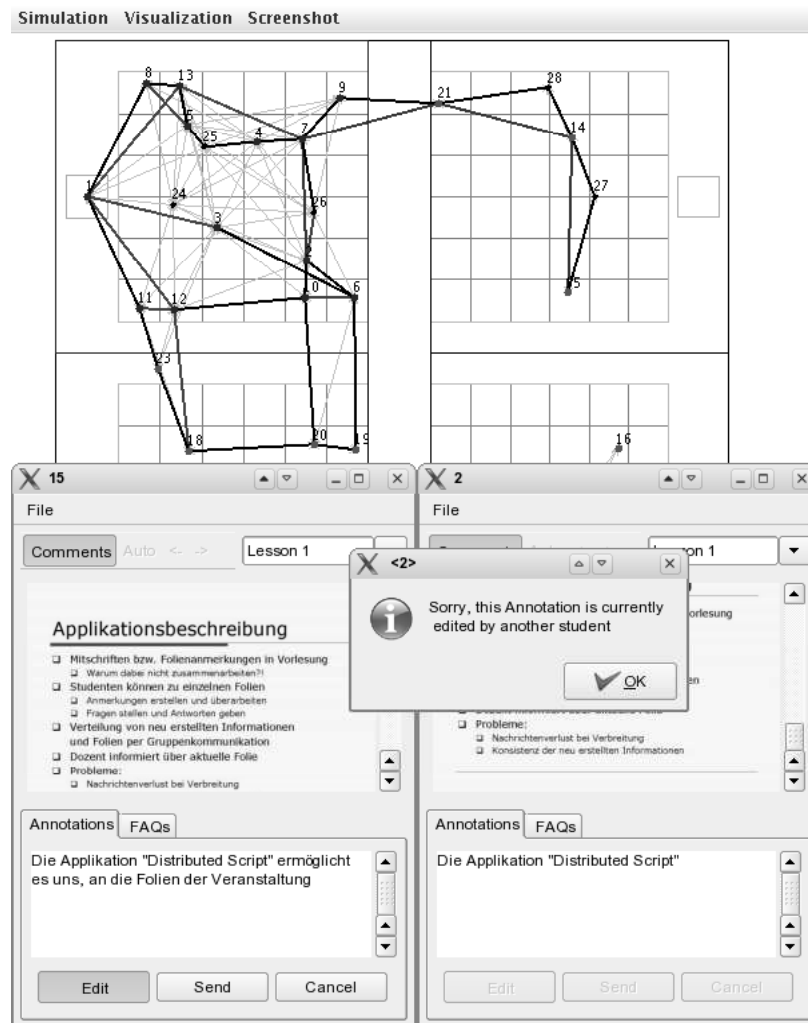 Simulation Visualization Screenshot
8 13 9 21 28
5 25 4 7 14
1 24 26 27
3
2
11 12 0 6 5
23
18 20 19 16
15
2
File
File
Comments Auto <- -> Lesson 1
<2>
Sorry, this Annotation is currently
edited by another student
OK
Applikationsbeschreibung
Mitschriften bzw. Folienanmerkungen in Vorlesung
Warum dabei nicht zusammenarbeiten?!
Studenten können zu einzelnen Folien
Anmerkungen erstellen und überarbeiten
Fragen stellen und Antworten geben
Verteilung von neu erstellten Informationen
und Folien per Gruppenkommunikation
Dozent informiert über aktuelle Folie
Probleme:
Nachrichtenverlust bei Verbreitung
Probleme:
Nachrichtenverlust bei Verbreitung
Konsistenz der neu erstellten Informationen
Annotations FAQs
Die Applikation "Distributed Script" ermöglicht
es uns, an die Folien der Veranstaltung
Edit Send Cancel
Annotations FAQs
Die Applikation "Distributed Script"
Edit Send Cancel